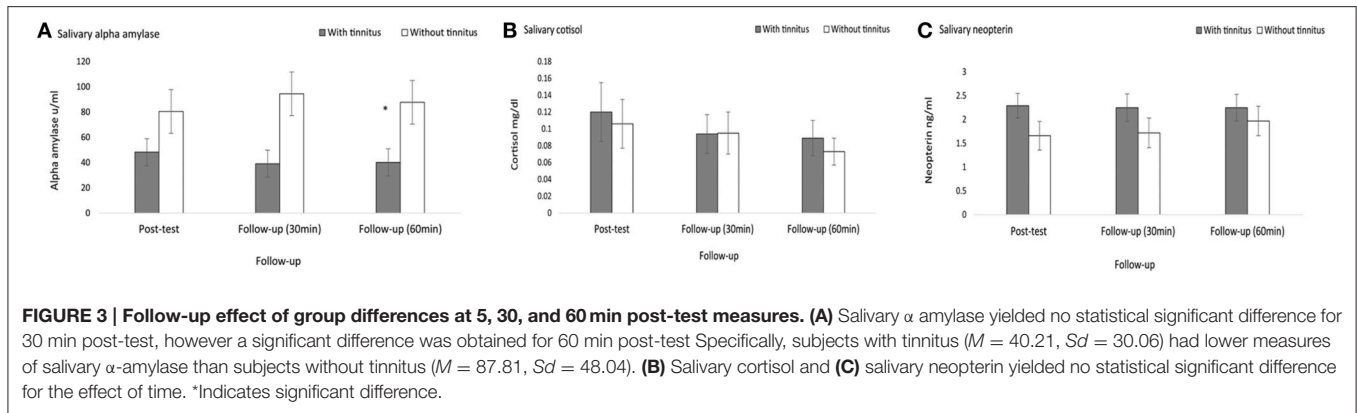 A Salivary alpha amylase
■With tinnitus □Without tinnitus
120
100
80
60
40
20
0
Alpha amylase u/ml
*
Post-test Follow-up (30min) Follow-up (60min)
Follow-up
B Salivary cotisol
■With tinnitus □Without tinnitus
0.18
0.16
0.14
0.12
0.1
0.08
0.06
0.04
0.02
0
Cortisol mg/dl
Post-test Follow-up (30min) Follow-up (60min)
Follow-up
C Salivary neopterin
■With tinnitus □Without tinnitus
3
2.5
2
1.5
1
0.5
0
Neopterin ng/ml
Post-test Follow-up (30min) Follow-up (60min)
Follow-up
FIGURE 3 | Follow-up effect of group differences at 5, 30, and 60 min post-test measures. (A) Salivary α amylase yielded no statistical significant difference for
30 min post-test, however a significant difference was obtained for 60 min post-test Specifically, subjects with tinnitus (M = 40.21, Sd = 30.06) had lower measures
of salivary α-amylase than subjects without tinnitus (M = 87.81, Sd = 48.04). (B) Salivary cortisol and (C) salivary neopterin yielded no statistical significant difference
for the effect of time. *Indicates significant difference.